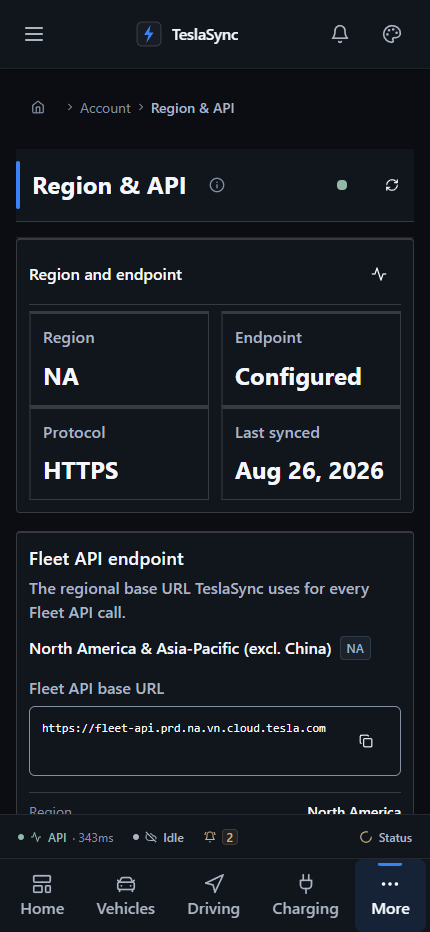 TeslaSync
Account
Region & API
Region & API
Region and endpoint
Region
NA
Endpoint
Configured
Protocol
HTTPS
Last synced
Aug 26, 2026
Fleet API endpoint
The regional base URL TeslaSync uses for every
Fleet API call.
North America & Asia-Pacific (excl. China) NA
Fleet API base URL
https://fleet-api.prd.na.vn.cloud.tesla.com
Region North America
API · 343ms Idle 2 Status
Home Vehicles Driving Charging More